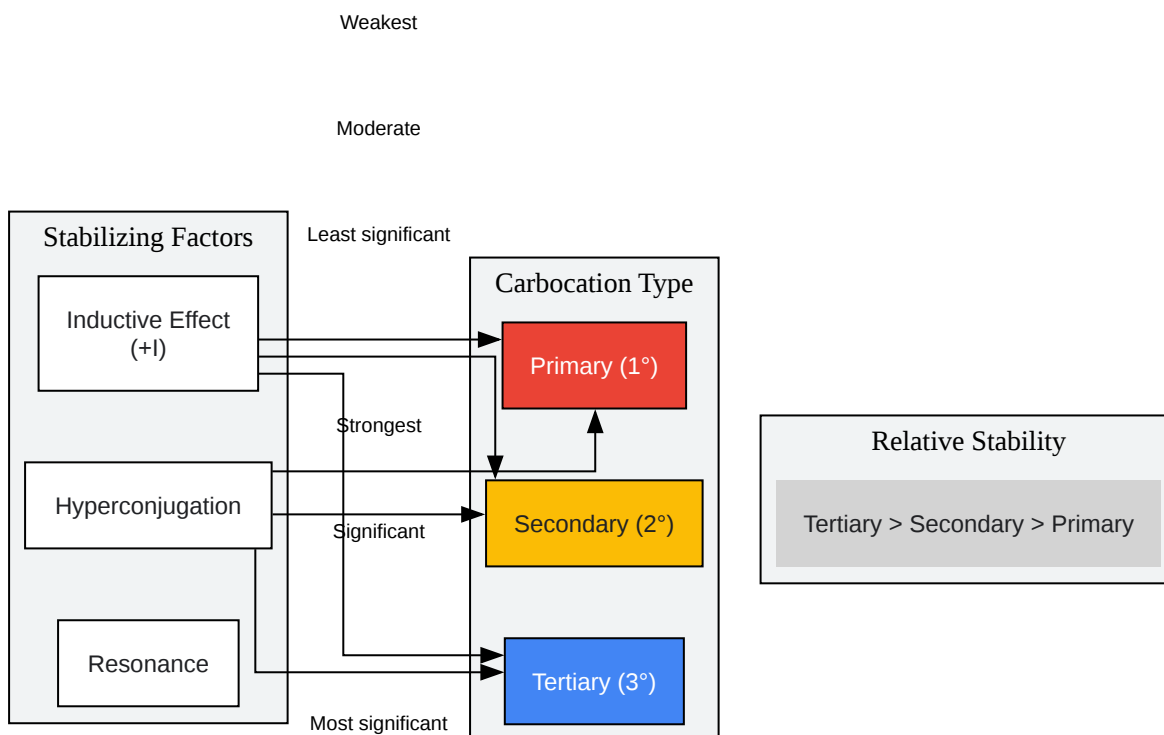 Weakest
Moderate
Least significant
Stabilizing Factors
Inductive Effect
(+I)
Hyperconjugation
Resonance
Strongest
Significant
Most significant
Carbocation Type
Primary (1°)
Secondary (2°)
Tertiary (3°)
Relative Stability
Tertiary > Secondary > Primary